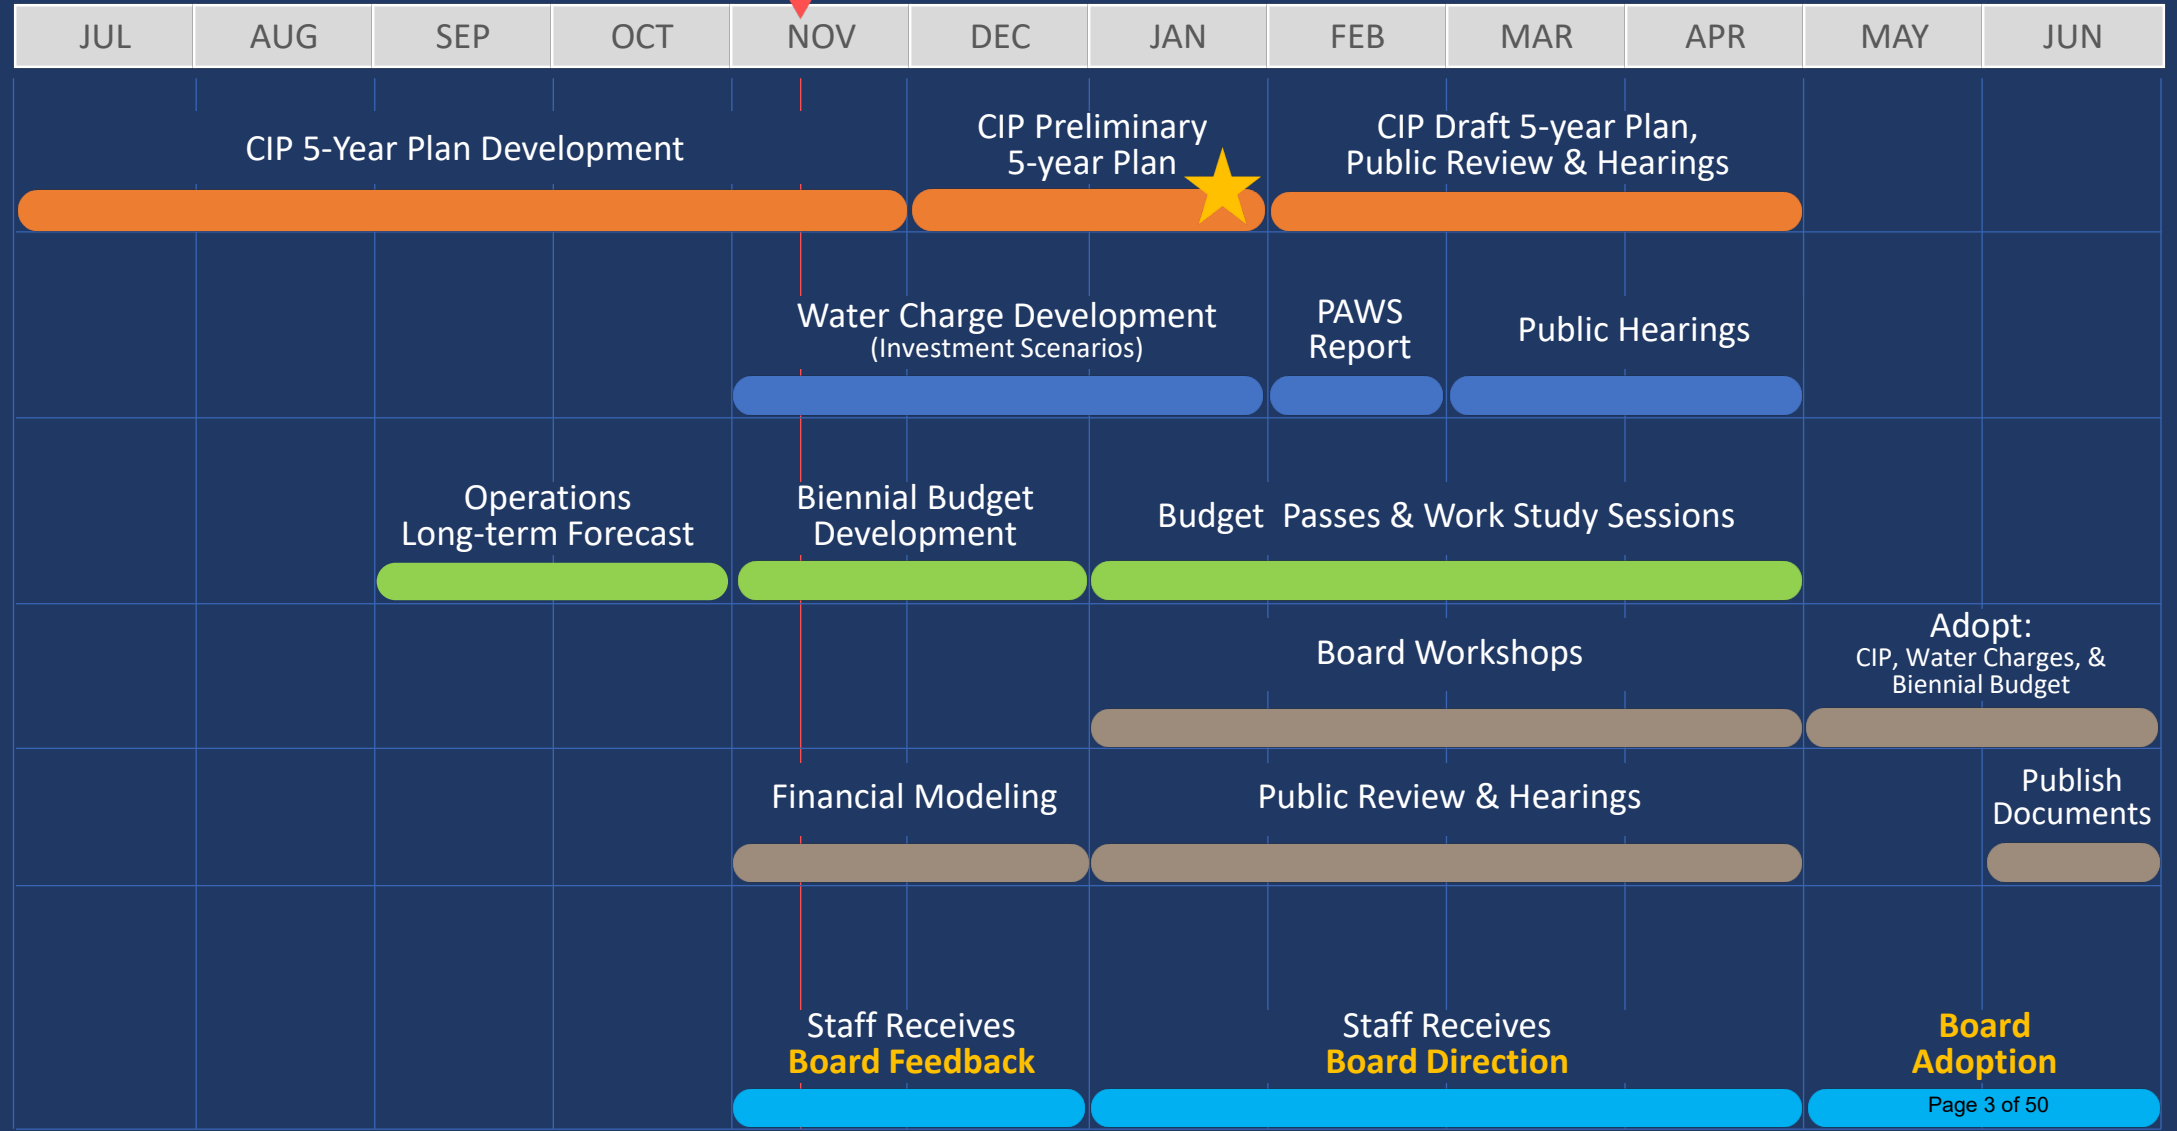 JUL AUG SEP OCT NOV DEC JAN FEB MAR APR MAY JUN
CIP 5-Year Plan Development
CIP Preliminary
5-year Plan
CIP Draft 5-year Plan,
Public Review & Hearings
Water Charge Development
(Investment Scenarios)
PAWS
Report
Public Hearings
Operations
Long-term Forecast
Biennial Budget
Development
Budget  Passes & Work Study Sessions
Board Workshops
Adopt:
CIP, Water Charges, &
Biennial Budget
Financial Modeling
Public Review & Hearings
Publish
Documents
Staff Receives
Board Feedback
Staff Receives
Board Direction
Board
Adoption
Page 3 of 50